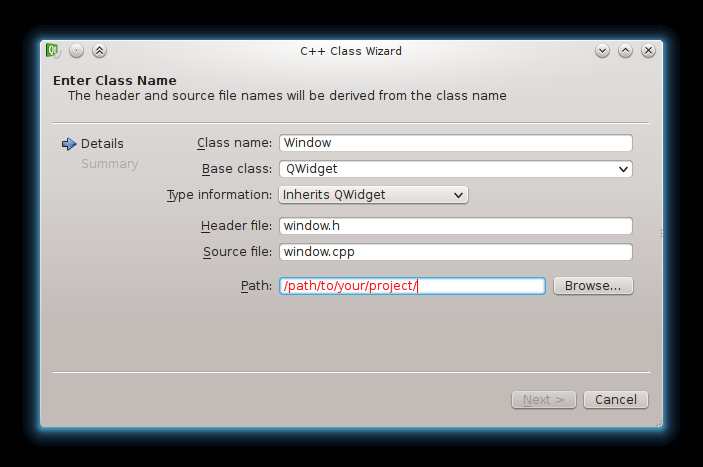 C++ Class Wizard
Enter Class Name
The header and source file names will be derived from the class name
Details
Summary
Class name: Window
Base class: QWidget
Type information: Inherits QWidget
Header file: window.h
Source file: window.cpp
Path: /path/to/your/project/ Browse...
Next > Cancel